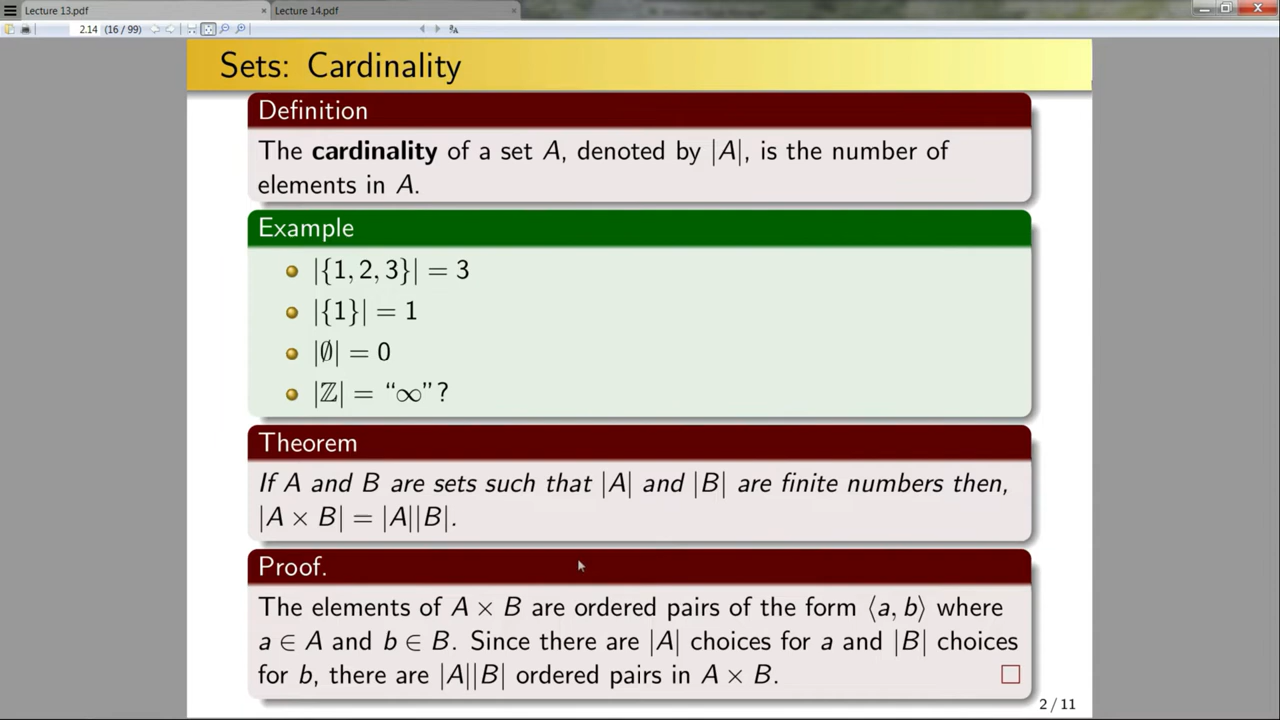 Lecture 13.pdf
Lecture 14.pdf
2.14 (16 / 99)
Sets: Cardinality
Definition
The cardinality of a set A, denoted by |A|, is the number of
elements in A.
Example
|{1, 2, 3}| = 3
|{1}| = 1
|∅| = 0
|ℤ| = “∞”?
Theorem
If A and B are sets such that |A| and |B| are finite numbers then,
|A × B| = |A||B|.
Proof.
The elements of A × B are ordered pairs of the form ⟨a, b⟩ where
a ∈ A and b ∈ B. Since there are |A| choices for a and |B| choices
for b, there are |A||B| ordered pairs in A × B. □
2 / 11